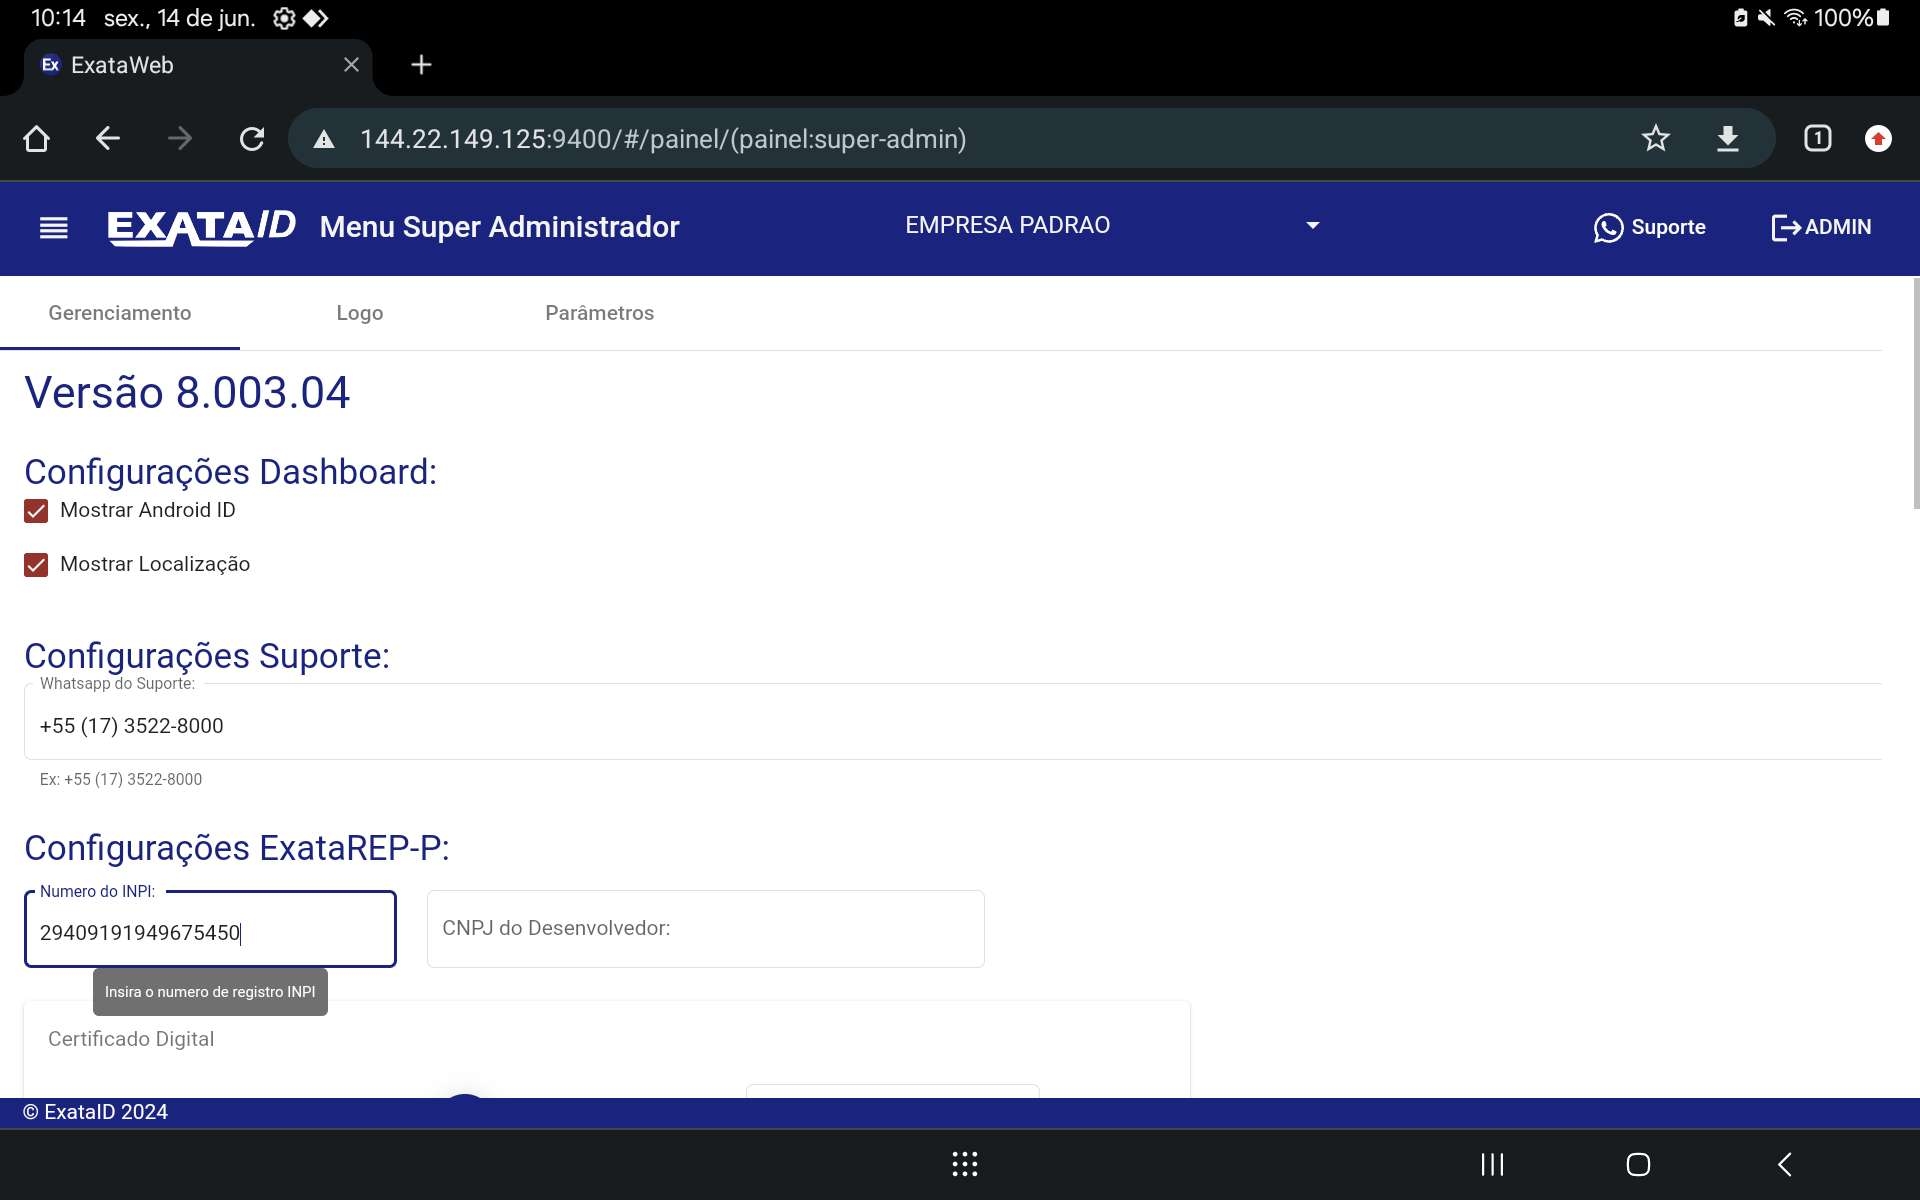 10:14 sex., 14 de jun. 100%
Ex ExataWeb
144.22.149.125:9400/#/painel/(painel:super-admin) 1
EXATAID Menu Super Administrador EMPRESA PADRAO Suporte ADMIN
Gerenciamento Logo Parâmetros
Versão 8.003.04
Configurações Dashboard:
Mostrar Android ID
Mostrar Localização
Configurações Suporte:
Whatsapp do Suporte:
+55 (17) 3522-8000
Ex: +55 (17) 3522-8000
Configurações ExataREP-P:
Numero do INPI:
29409191949675450 CNPJ do Desenvolvedor:
Insira o numero de registro INPI
Certificado Digital
© ExataID 2024